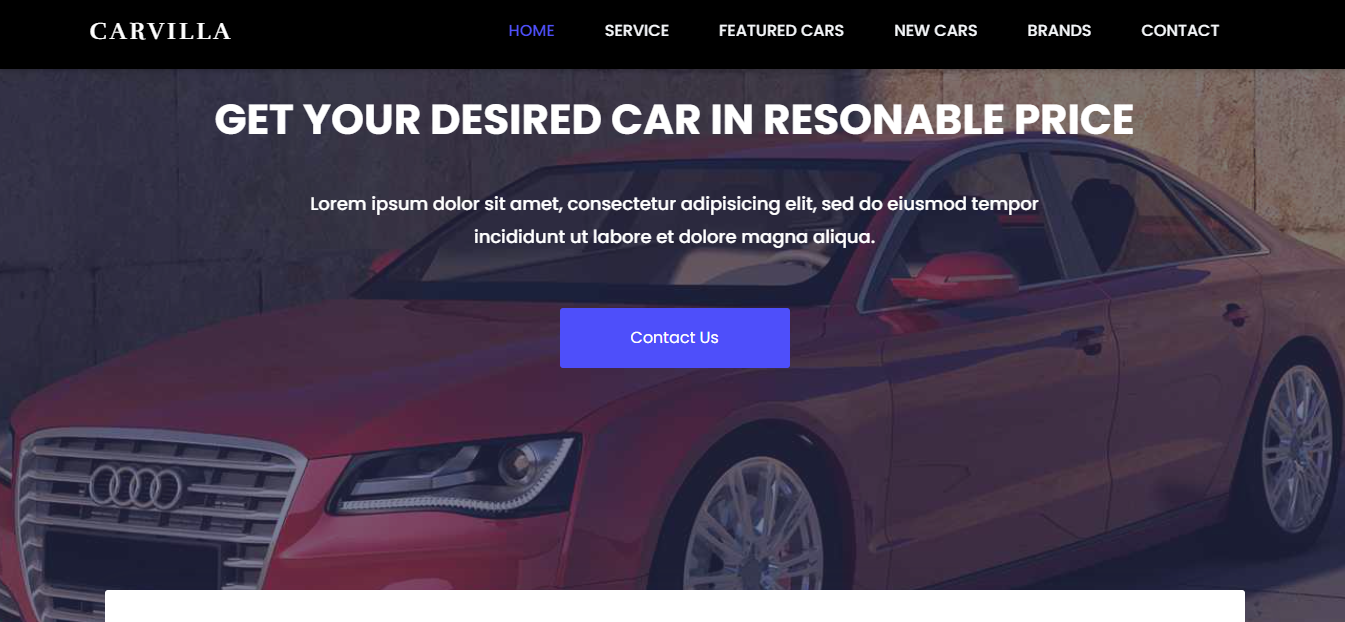 CARVILLA
HOME SERVICE FEATURED CARS NEW CARS BRANDS CONTACT
GET YOUR DESIRED CAR IN RESONABLE PRICE
Lorem ipsum dolor sit amet, consectetur adipisicing elit, sed do eiusmod tempor
incididunt ut labore et dolore magna aliqua.
Contact Us